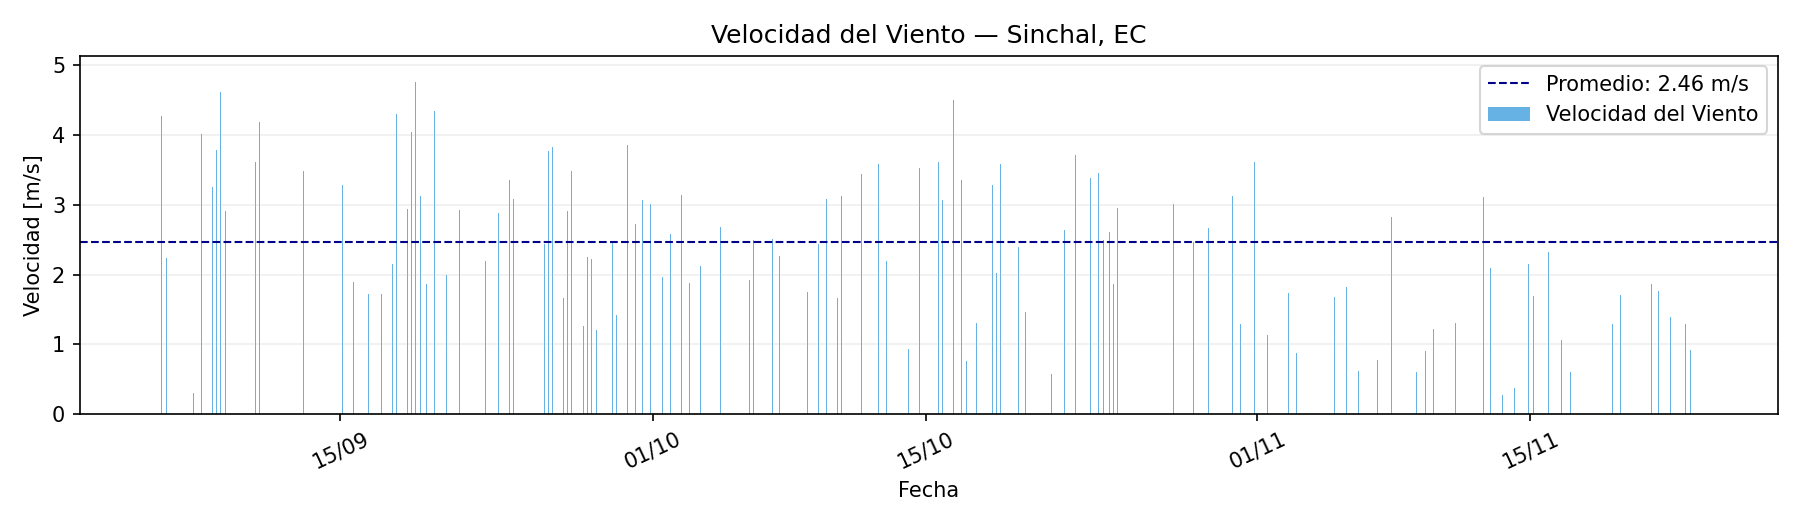 Velocidad del Viento — Sinchal, EC
Velocidad [m/s]
5
4
3
2
1
0
Promedio: 2.46 m/s
Velocidad del Viento
15/09
01/10
15/10
01/11
15/11
Fecha